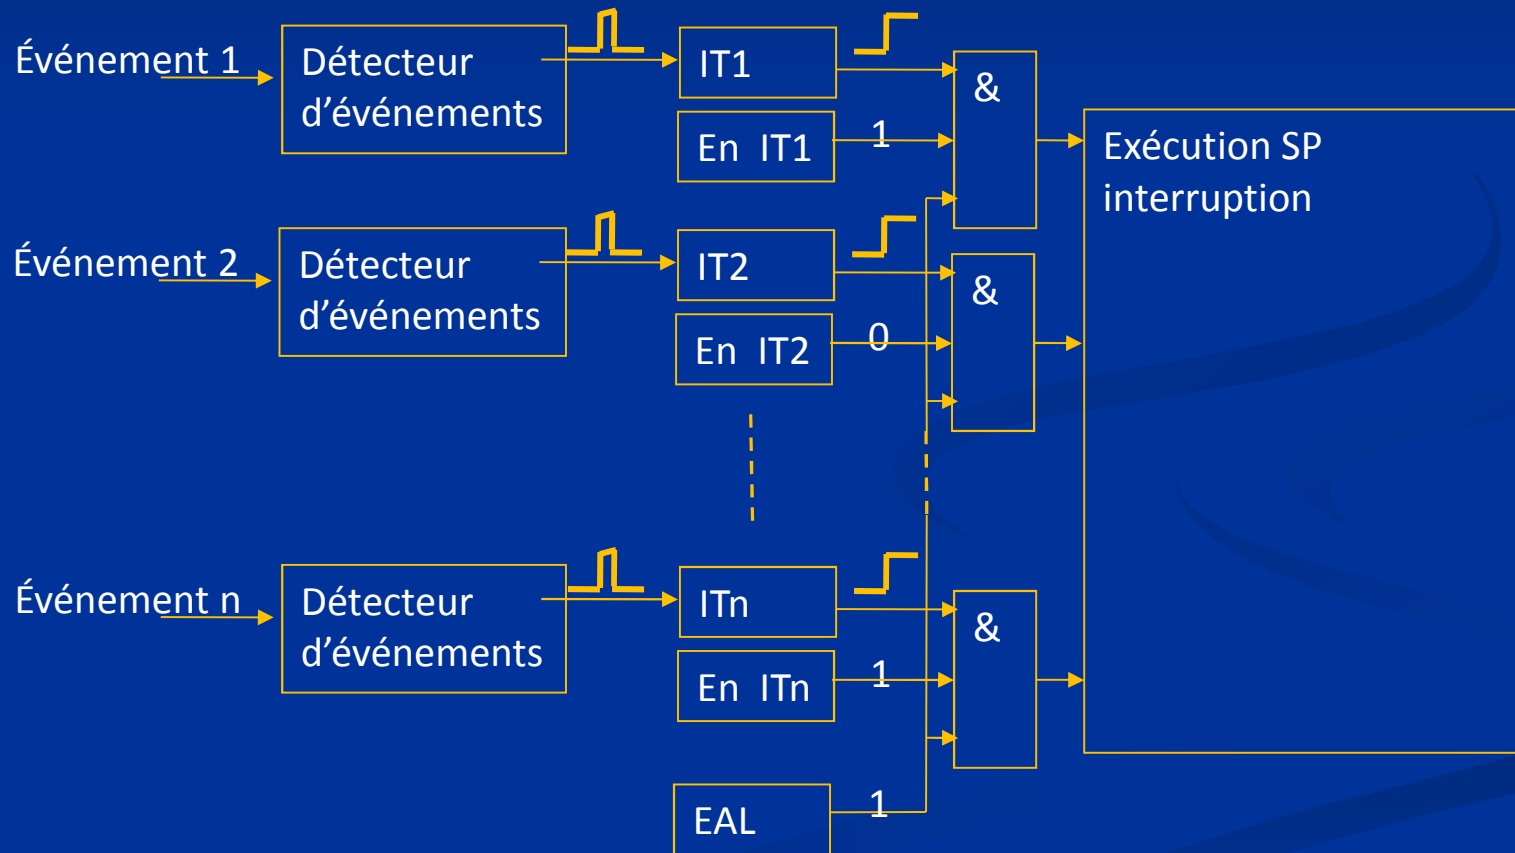 Événement 1
Détecteur
d’événements
IT1
En IT1
1
&
Exécution SP
interruption
Événement 2
Détecteur
d’événements
IT2
En IT2
0
&
Événement n
Détecteur
d’événements
ITn
En ITn
1
&
EAL
1